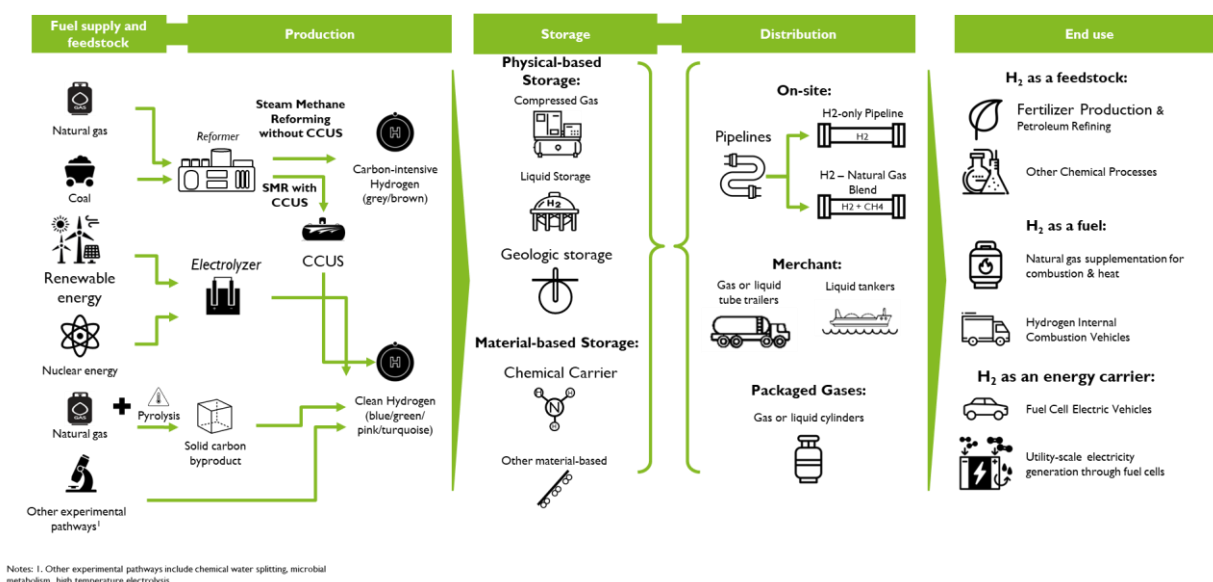 Fuel supply and
feedstock
Production
Storage
Distribution
End use
GAS
Natural gas
Coal
Renewable
energy
Nuclear energy
GAS
Natural gas
Pyrolysis
Other experimental
pathways1
Reformer
Steam Methane
Reforming
without CCUS
SMR with
CCUS
CCUS
Electrolyzer
Solid carbon
byproduct
H
Carbon-intensive
Hydrogen
(grey/brown)
H
Clean Hydrogen
(blue/green/
pink/turquoise)
Physical-based
Storage:
Compressed Gas
Liquid Storage
H2
Geologic storage
Material-based Storage:
Chemical Carrier
H
H
N
H
Other material-based
On-site:
Pipelines
H2-only Pipeline
H2
H2 – Natural Gas
Blend
H2 + CH4
Merchant:
Gas or liquid
tube trailers
Liquid tankers
Packaged Gases:
Gas or liquid cylinders
H2 as a feedstock:
Fertilizer Production &
Petroleum Refining
Other Chemical Processes
H2 as a fuel:
Natural gas supplementation for
combustion & heat
Hydrogen Internal
Combustion Vehicles
H2 as an energy carrier:
Fuel Cell Electric Vehicles
Utility-scale electricity
generation through fuel cells
Notes: 1. Other experimental pathways include chemical water splitting, microbial
metabolism, high temperature electrolysis